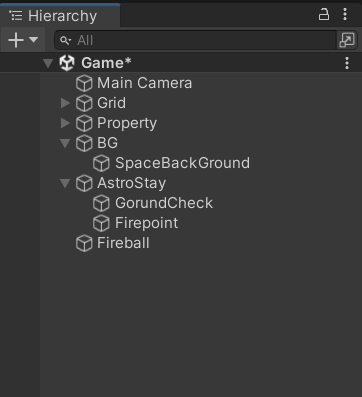 Hierarchy
All
Game*
Main Camera
Grid
Property
BG
SpaceBackGround
AstroStay
GorundCheck
Firepoint
Fireball